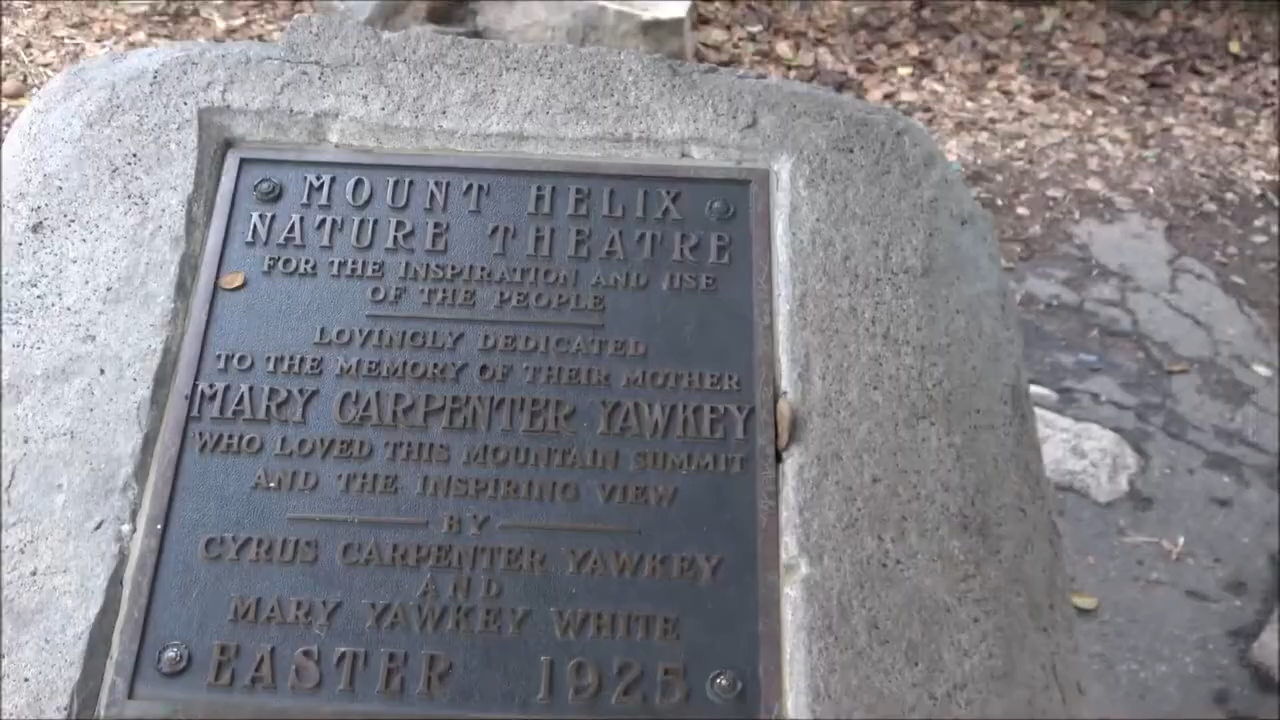 MOUNT HELIX
NATURE THEATRE
FOR THE INSPIRATION AND USE
OF THE PEOPLE
LOVINGLY DEDICATED
TO THE MEMORY OF THEIR MOTHER
MARY CARPENTER YAWKEY
WHO LOVED THIS MOUNTAIN SUMMIT
AND THE INSPIRING VIEW
BY
CYRUS CARPENTER YAWKEY
AND
MARY YAWKEY WHITE
EASTER 1925